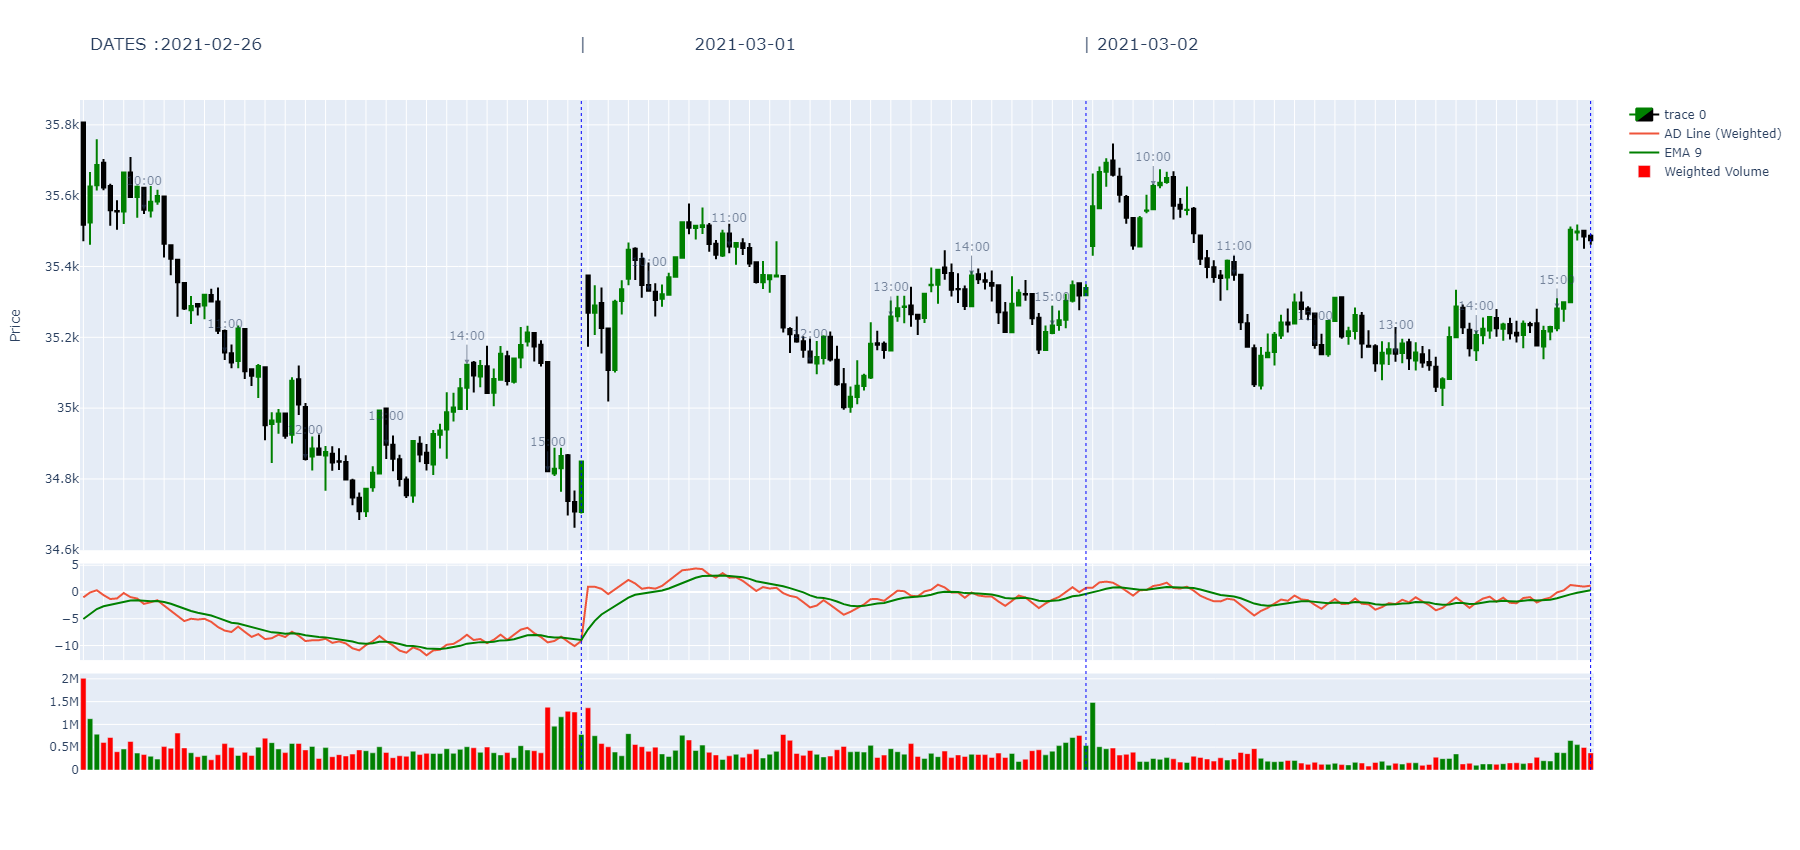 DATES :2021-02-26 | 2021-03-01 | 2021-03-02
trace 0
AD Line (Weighted)
EMA 9
Weighted Volume
Price
35.8k
35.6k
35.4k
35.2k
35k
34.8k
34.6k
14:00
15:00
11:00
13:00
14:00
15:00
10:00
11:00
13:00
14:00
15:00
5
0
−5
−10
2M
1.5M
1M
0.5M
0